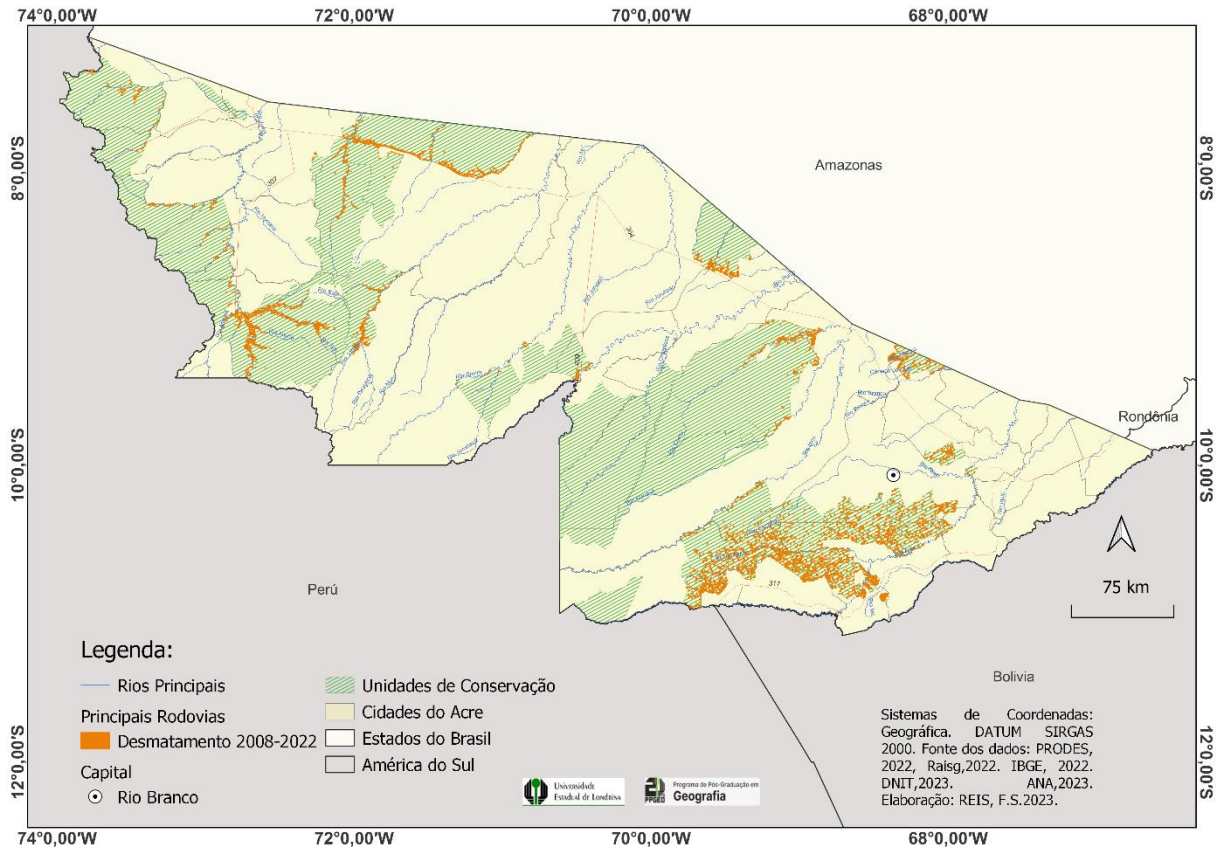 74°0,00'W 72°0,00'W 70°0,00'W 68°0,00'W
8°0,00'S
8°0,00'S
Amazonas
307
364
409
Rondônia
10°0,00'S
10°0,00'S
Perú
317
75 km
Bolivia
Legenda:
Rios Principais
Principais Rodovias
Desmatamento 2008-2022
Capital
Rio Branco
Unidades de Conservação
Cidades do Acre
Estados do Brasil
América do Sul
Universidade
Estadual de Londrina
PPGEO
Programa de Pós-Graduação em
Geografia
Sistemas de Coordenadas:
Geográfica. DATUM SIRGAS
2000. Fonte dos dados: PRODES,
2022, Raisg,2022. IBGE, 2022.
DNIT,2023. ANA,2023.
Elaboração: REIS, F.S.2023.
12°0,00'S
12°0,00'S
74°0,00'W 72°0,00'W 70°0,00'W 68°0,00'W